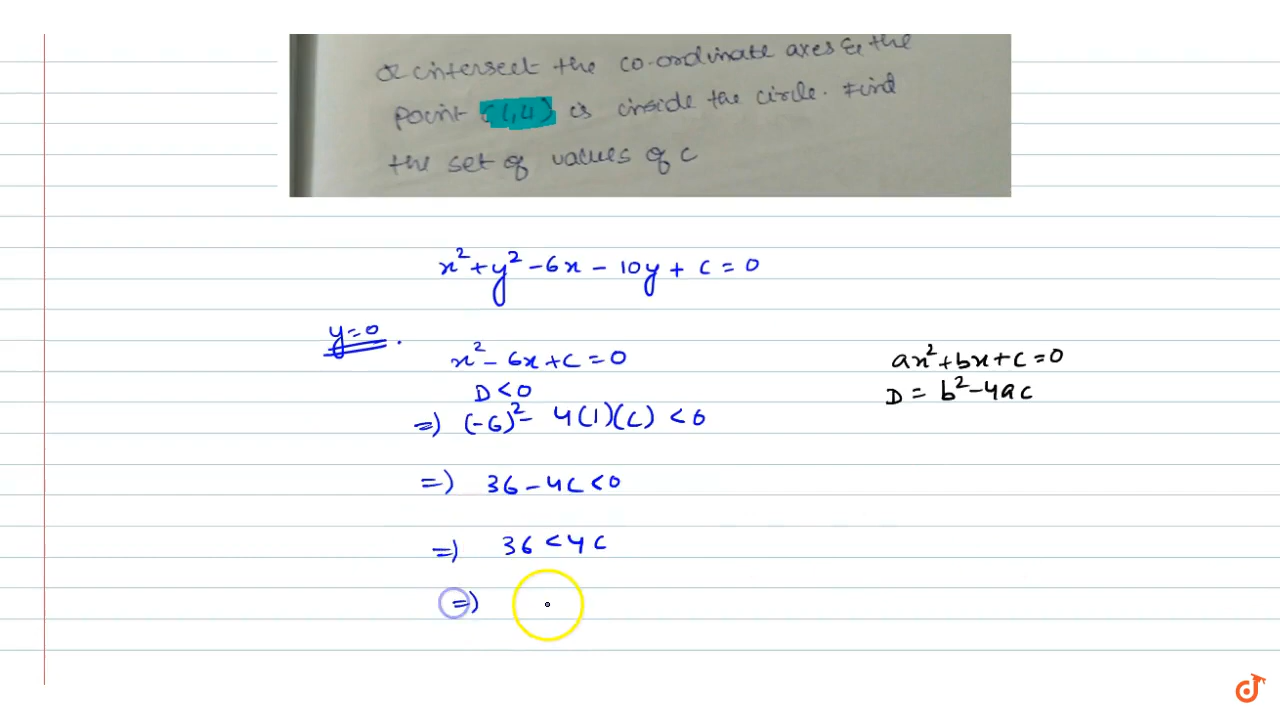 or intersect the co-ordinate axes & the
point (1,4) is inside the circle. Find
the set of values of c
x²+y²-6x-10y+c=0
y=0.
x²-6x+c=0
D<0
=) (-6)²-4(1)(c)<0
=) 36-4c<0
=) 36<4c
=)
ax²+bx+c=0
D=b²-4ac